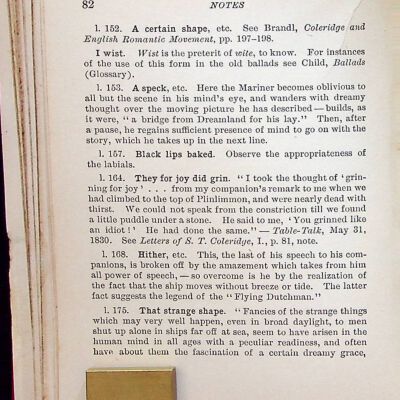 82 NOTES
l. 152. A certain shape, etc. See Brandl, Coleridge and
English Romantic Movement, pp. 197-198.
I wist. Wist is the preterit of wite, to know. For instances
of the use of this form in the old ballads see Child, Ballads
(Glossary).
l. 153. A speck, etc. Here the Mariner becomes oblivious to
all but the scene in his mind's eye, and wanders with dreamy
thought over the moving picture he has described — builds, as
it were, "a bridge from Dreamland for his lay." Then, after
a pause, he regains sufficient presence of mind to go on with the
story, which he takes up in the next line.
l. 157. Black lips baked. Observe the appropriateness of
the labials.
l. 164. They for joy did grin. "I took the thought of 'grin-
ning for joy' . . . from my companion's remark to me when we
had climbed to the top of Plinlimmon, and were nearly dead with
thirst. We could not speak from the constriction till we found
a little puddle under a stone. He said to me, 'You grinned like
an idiot!' He had done the same." — Table-Talk, May 31,
1830. See Letters of S. T. Coleridge, I., p. 81, note.
l. 168. Hither, etc. This, the last of his speech to his com-
panions, is broken off by the amazement which takes from him
all power of speech, — so overcome is he by the realization of
the fact that the ship moves without breeze or tide. The latter
fact suggests the legend of the "Flying Dutchman."
l. 175. That strange shape. "Fancies of the strange things
which may very well happen, even in broad daylight, to men
shut up alone in ships far off at sea, seem to have arisen in the
human mind in all ages with a peculiar readiness, and often
have about them the fascination of a certain dreamy grace,